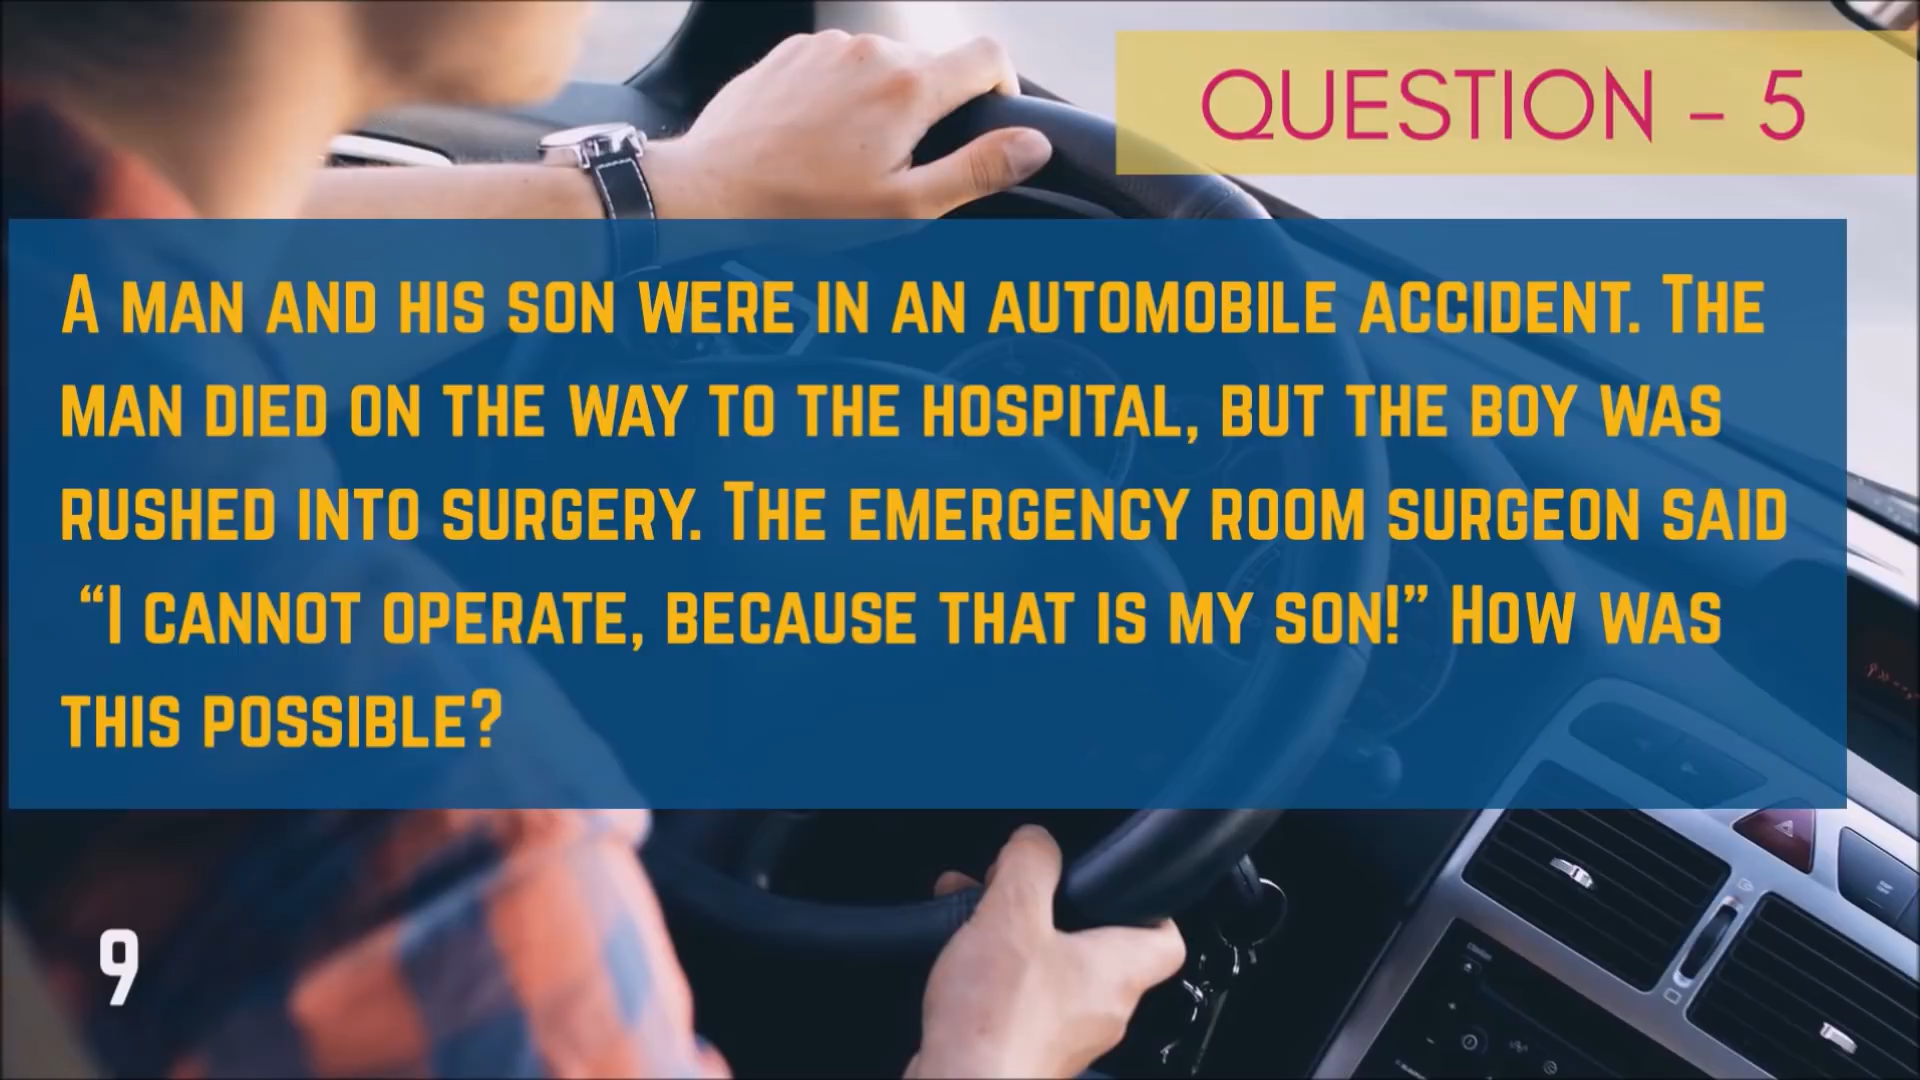 QUESTION - 5
A MAN AND HIS SON WERE IN AN AUTOMOBILE ACCIDENT. THE
MAN DIED ON THE WAY TO THE HOSPITAL, BUT THE BOY WAS
RUSHED INTO SURGERY. THE EMERGENCY ROOM SURGEON SAID
“I CANNOT OPERATE, BECAUSE THAT IS MY SON!” HOW WAS
THIS POSSIBLE?
9